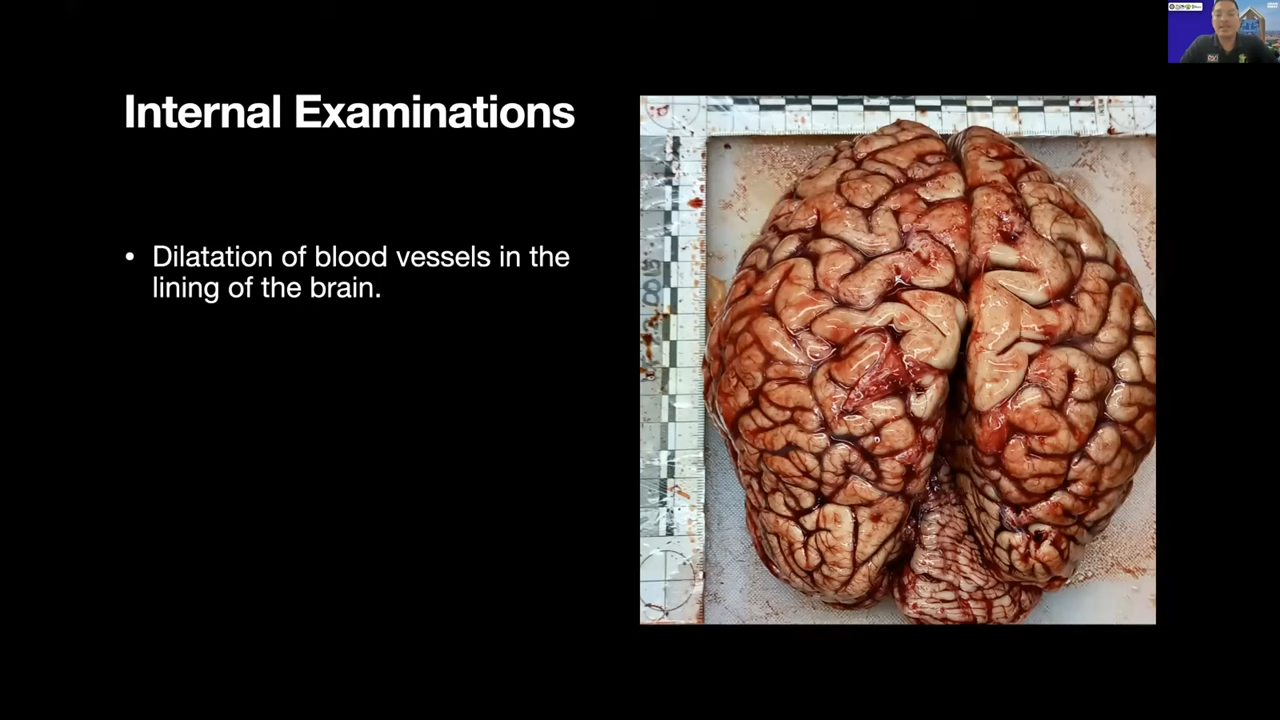 Internal Examinations
• Dilatation of blood vessels in the
lining of the brain.